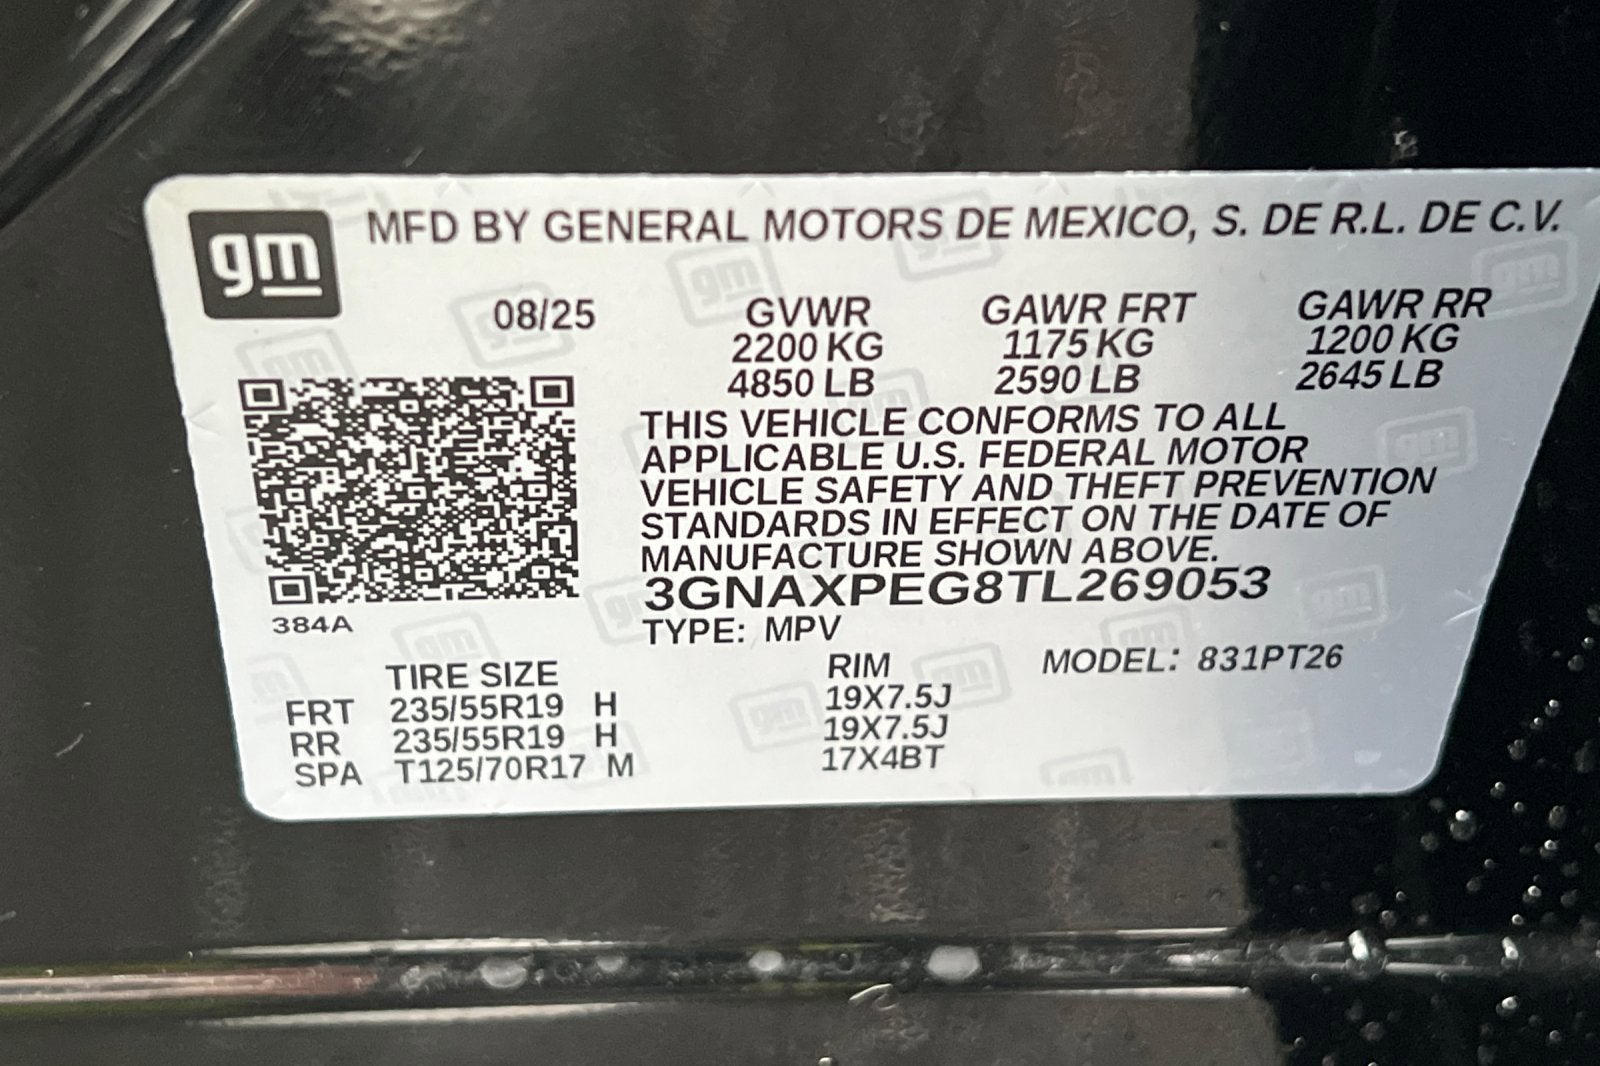 gm MFD BY GENERAL MOTORS DE MEXICO, S. DE R.L. DE C.V.
08/25 GVWR GAWR FRT GAWR RR
2200 KG 1175 KG 1200 KG
4850 LB 2590 LB 2645 LB
THIS VEHICLE CONFORMS TO ALL
APPLICABLE U.S. FEDERAL MOTOR
VEHICLE SAFETY AND THEFT PREVENTION
STANDARDS IN EFFECT ON THE DATE OF
MANUFACTURE SHOWN ABOVE.
3GNAXPEG8TL269053
384A
TYPE: MPV
TIRE SIZE RIM MODEL: 831PT26
FRT 235/55R19 H 19X7.5J
RR 235/55R19 H 19X7.5J
SPA T125/70R17 M 17X4BT